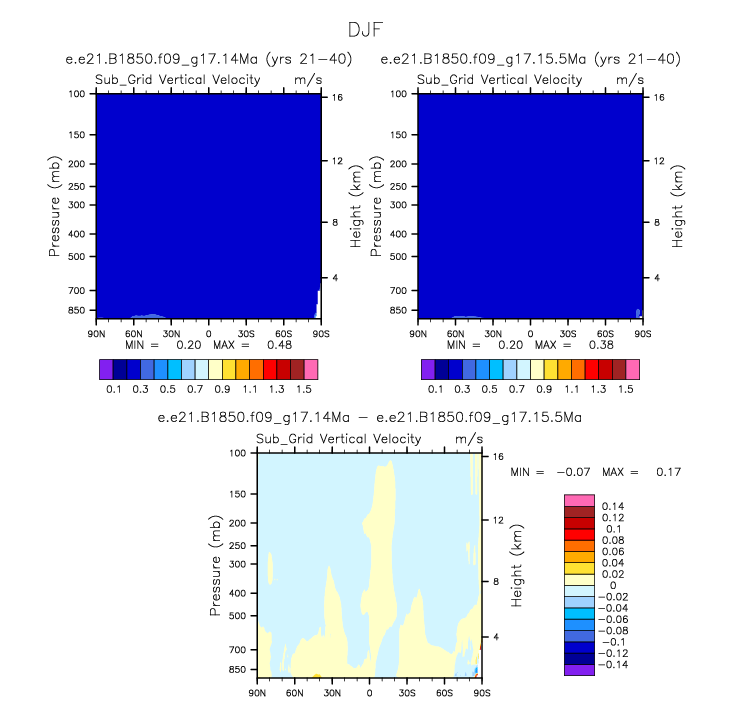 DJF
e.e21.B1850.f09_g17.14Ma (yrs 21-40)
e.e21.B1850.f09_g17.15.5Ma (yrs 21-40)
Sub_Grid Vertical Velocity m/s
Sub_Grid Vertical Velocity m/s
Pressure (mb)
100
150
200
250
300
400
500
700
850
16
12
8
4
Height (km)
90N 60N 30N 0 30S 60S 90S
MIN = 0.20 MAX = 0.48
0.1 0.3 0.5 0.7 0.9 1.1 1.3 1.5
Pressure (mb)
100
150
200
250
300
400
500
700
850
16
12
8
4
Height (km)
90N 60N 30N 0 30S 60S 90S
MIN = 0.20 MAX = 0.38
0.1 0.3 0.5 0.7 0.9 1.1 1.3 1.5
e.e21.B1850.f09_g17.14Ma - e.e21.B1850.f09_g17.15.5Ma
Sub_Grid Vertical Velocity m/s
Pressure (mb)
100
150
200
250
300
400
500
700
850
16
12
8
4
Height (km)
90N 60N 30N 0 30S 60S 90S
MIN = -0.07 MAX = 0.17
0.14
0.12
0.1
0.08
0.06
0.04
0.02
0
-0.02
-0.04
-0.06
-0.08
-0.1
-0.12
-0.14